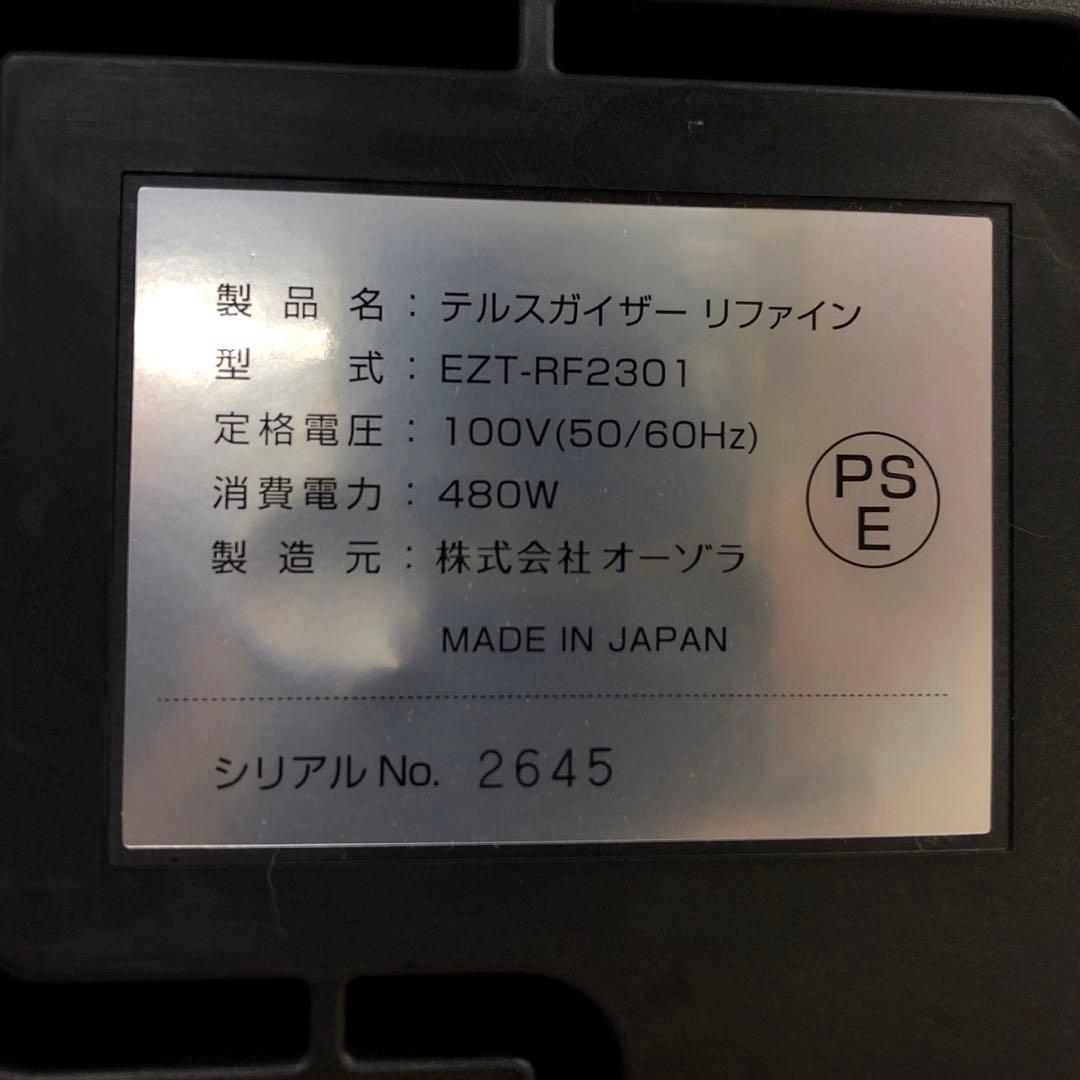 製品名：テルスガイザー リファイン
型式：EZT-RF2301
定格電圧：100V(50/60Hz)
消費電力：480W
PS
E
製造元：株式会社オーゾラ
MADE IN JAPAN
シリアルNo. 2645